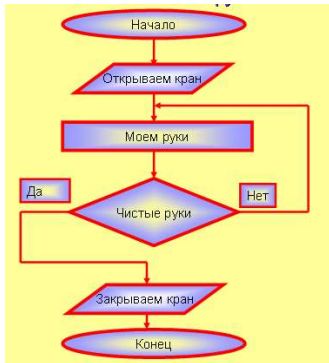 Начало
Открываем кран
Моем руки
Да
Нет
Чистые руки
Закрываем кран
Конец